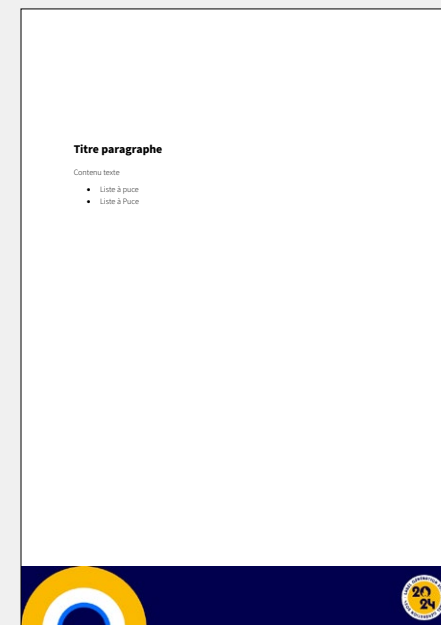 Titre paragraphe
Contenu texte
Liste à puce
Liste à Puce
20
24